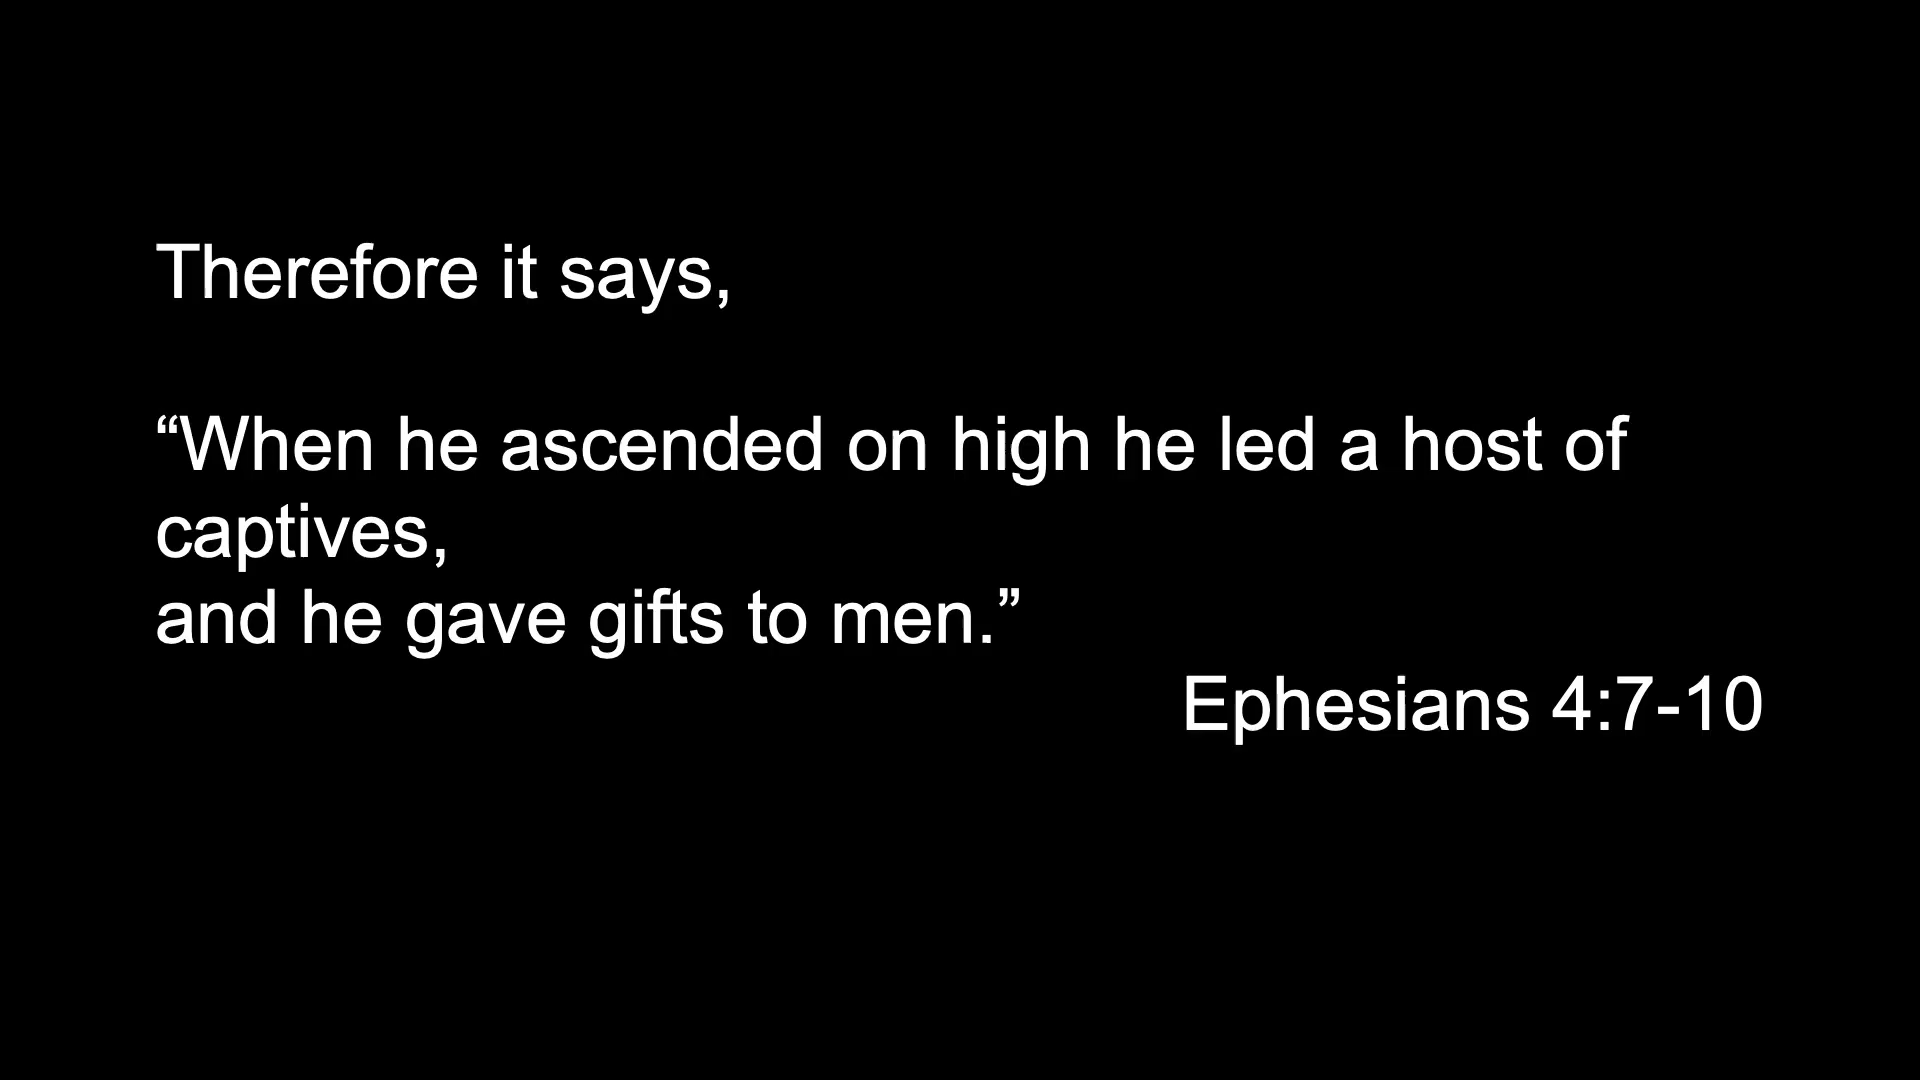 Therefore it says,
“When he ascended on high he led a host of
captives,
and he gave gifts to men.”
Ephesians 4:7-10